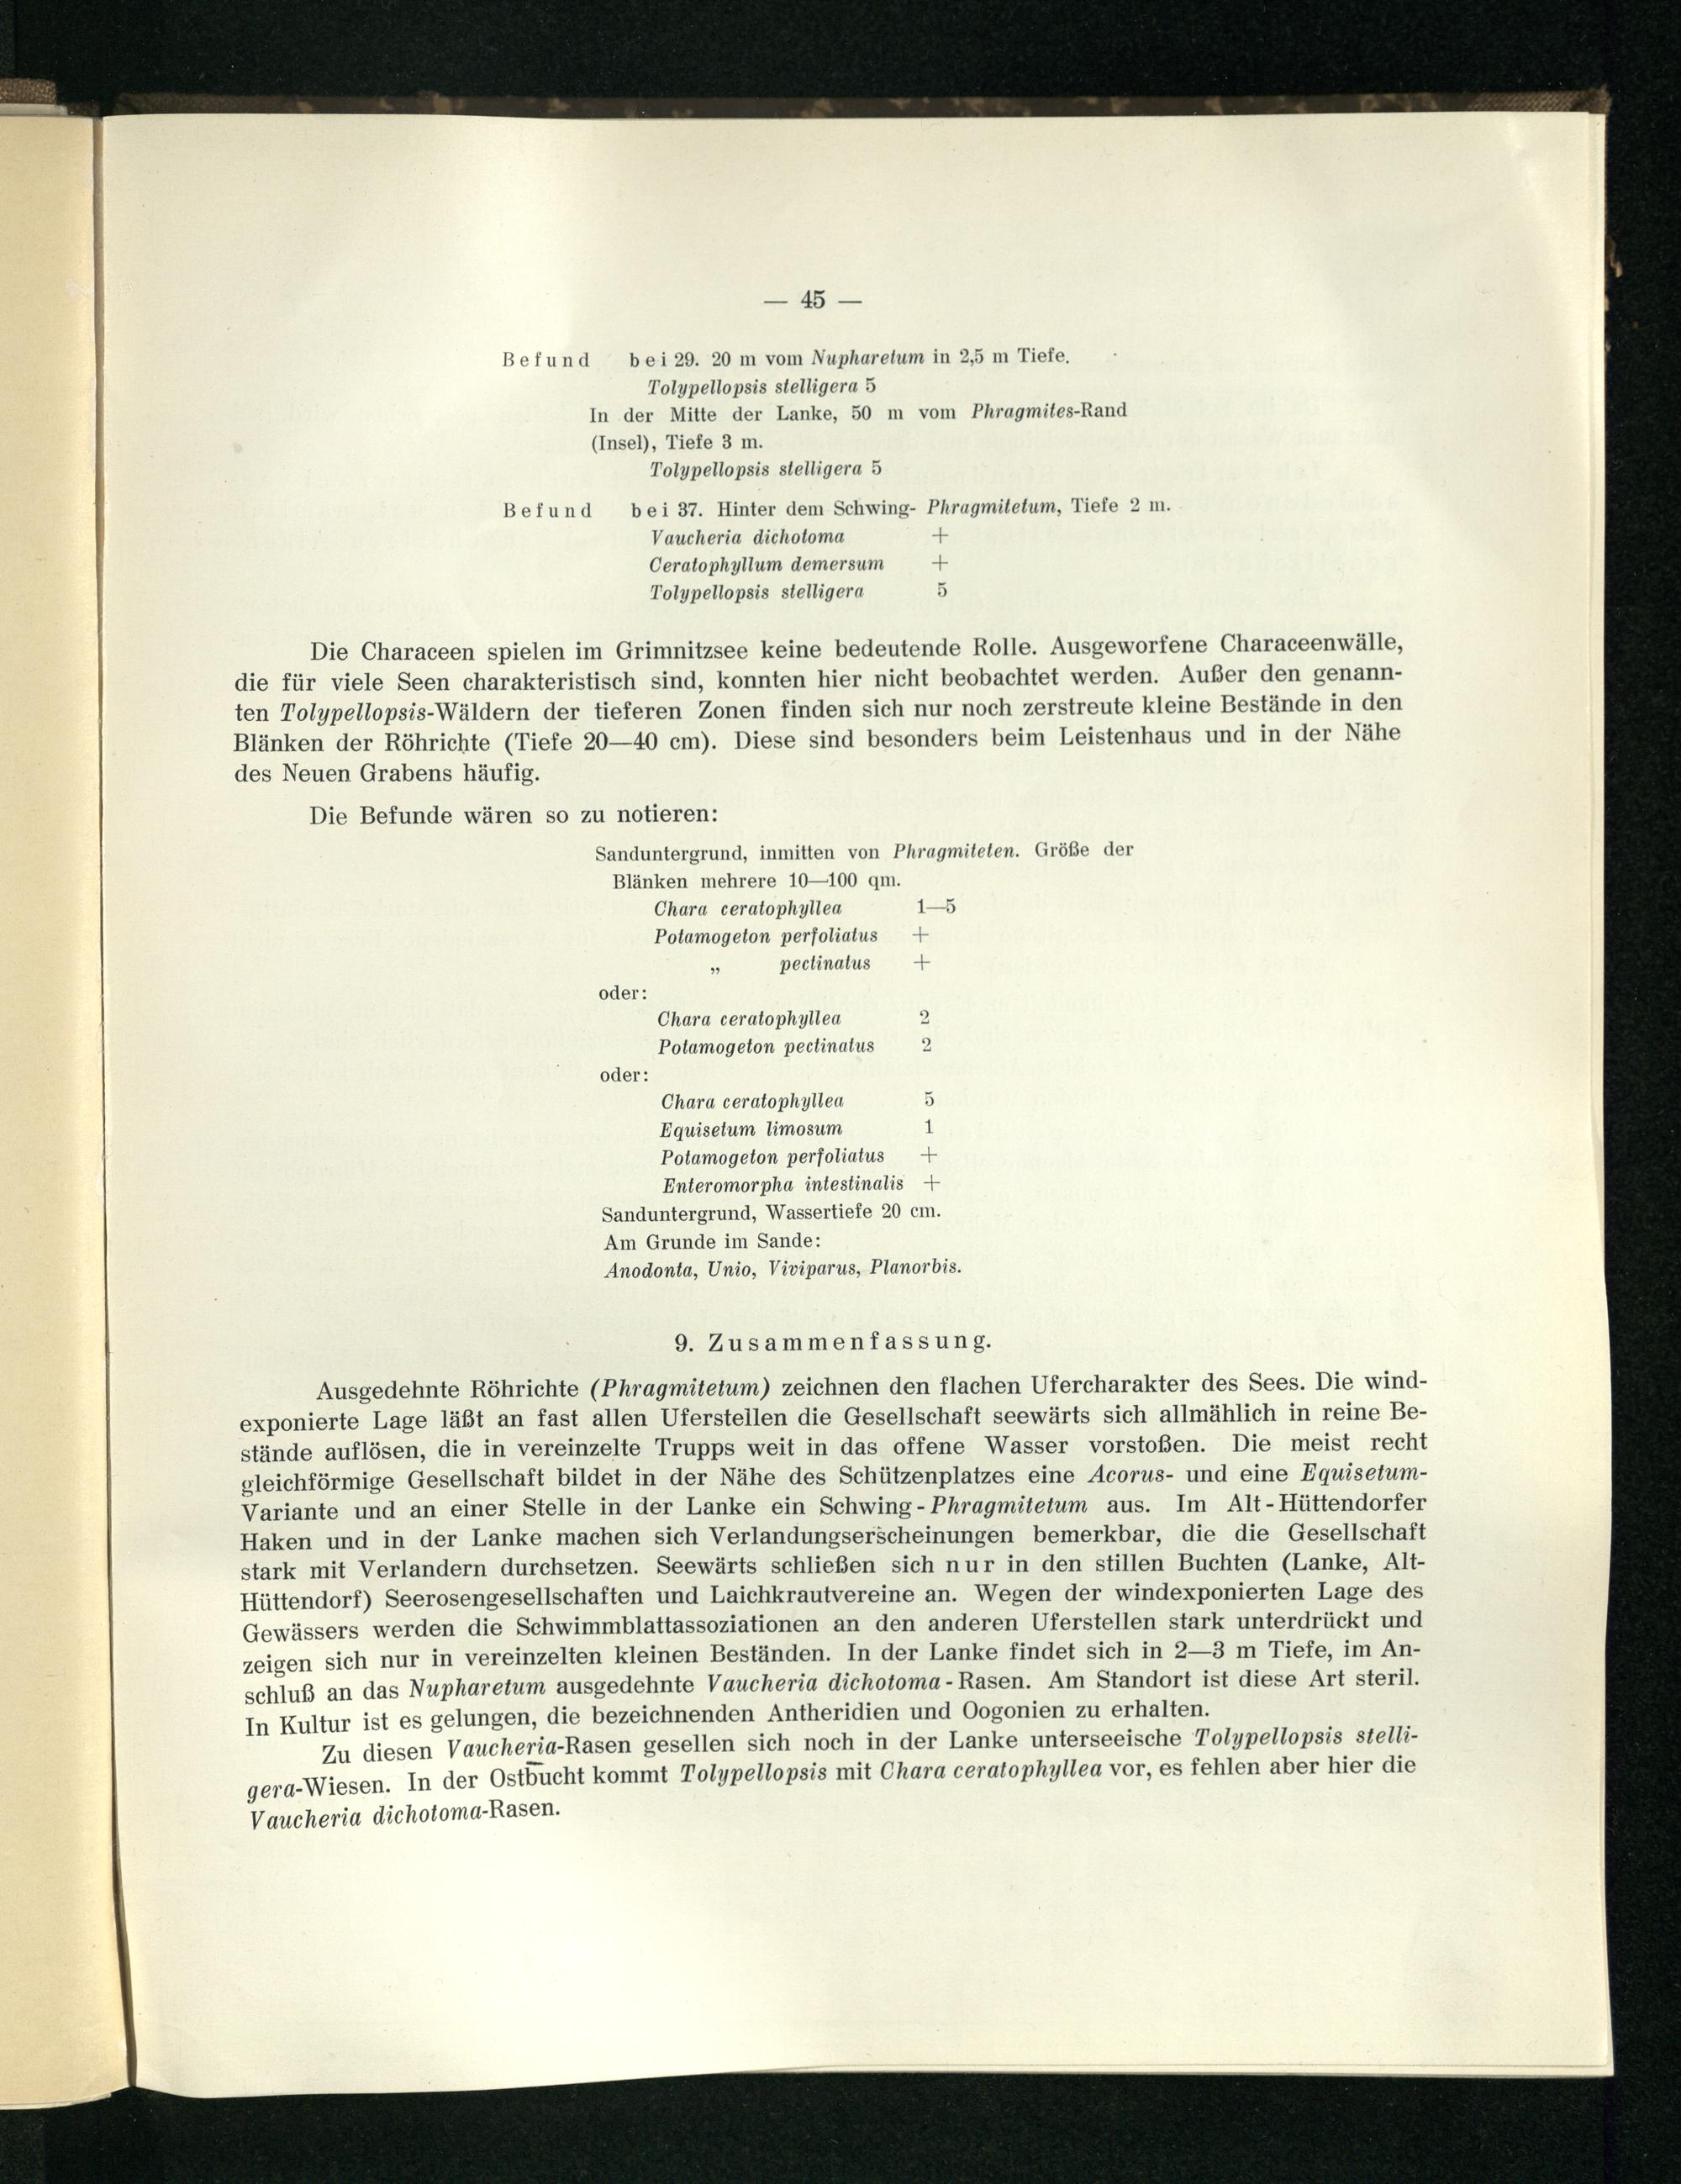 — 45 —
Befund bei 29. 20 m vom Nupharetum in 2,5 m Tiefe.
Tolypellopsis stelligera 5
In der Mitte der Lanke, 50 m vom Phragmites-Rand
(Insel), Tiefe 3 m.
Tolypellopsis stelligera 5
Befund bei 37. Hinter dem Schwing- Phragmitetum, Tiefe 2 m.
Vaucheria dichotoma +
Ceratophyllum demersum +
Tolypellopsis stelligera 5
Die Characeen spielen im Grimnitzsee keine bedeutende Rolle. Ausgeworfene Characeenwälle,
die für viele Seen charakteristisch sind, konnten hier nicht beobachtet werden. Außer den genann-
ten Tolypellopsis-Wäldern der tieferen Zonen finden sich nur noch zerstreute kleine Bestände in den
Blänken der Röhrichte (Tiefe 20—40 cm). Diese sind besonders beim Leistenhaus und in der Nähe
des Neuen Grabens häufig.
Die Befunde wären so zu notieren:
Sanduntergrund, inmitten von Phragmiteten. Größe der
Blänken mehrere 10—100 qm.
Chara ceratophyllea 1—5
Potamogeton perfoliatus +
„ pectinatus +
oder:
Chara ceratophyllea 2
Potamogeton pectinatus 2
oder:
Chara ceratophyllea 5
Equisetum limosum 1
Potamogeton perfoliatus +
Enteromorpha intestinalis +
Sanduntergrund, Wassertiefe 20 cm.
Am Grunde im Sande:
Anodonta, Unio, Viviparus, Planorbis.
9. Zusammenfassung.
Ausgedehnte Röhrichte (Phragmitetum) zeichnen den flachen Ufercharakter des Sees. Die wind-
exponierte Lage läßt an fast allen Uferstellen die Gesellschaft seewärts sich allmählich in reine Be-
stände auflösen, die in vereinzelte Trupps weit in das offene Wasser vorstoßen. Die meist recht
gleichförmige Gesellschaft bildet in der Nähe des Schützenplatzes eine Acorus- und eine Equisetum-
Variante und an einer Stelle in der Lanke ein Schwing-Phragmitetum aus. Im Alt-Hüttendorfer
Haken und in der Lanke machen sich Verlandungserscheinungen bemerkbar, die die Gesellschaft
stark mit Verlandern durchsetzen. Seewärts schließen sich nur in den stillen Buchten (Lanke, Alt-
Hüttendorf) Seerosengesellschaften und Laichkrautvereine an. Wegen der windexponierten Lage des
Gewässers werden die Schwimmblattassoziationen an den anderen Uferstellen stark unterdrückt und
zeigen sich nur in vereinzelten kleinen Beständen. In der Lanke findet sich in 2—3 m Tiefe, im An-
schluß an das Nupharetum ausgedehnte Vaucheria dichotoma-Rasen. Am Standort ist diese Art steril.
In Kultur ist es gelungen, die bezeichnenden Antheridien und Oogonien zu erhalten.
Zu diesen Vaucheria-Rasen gesellen sich noch in der Lanke unterseeische Tolypellopsis stelli-
gera-Wiesen. In der Ostbucht kommt Tolypellopsis mit Chara ceratophyllea vor, es fehlen aber hier die
Vaucheria dichotoma-Rasen.